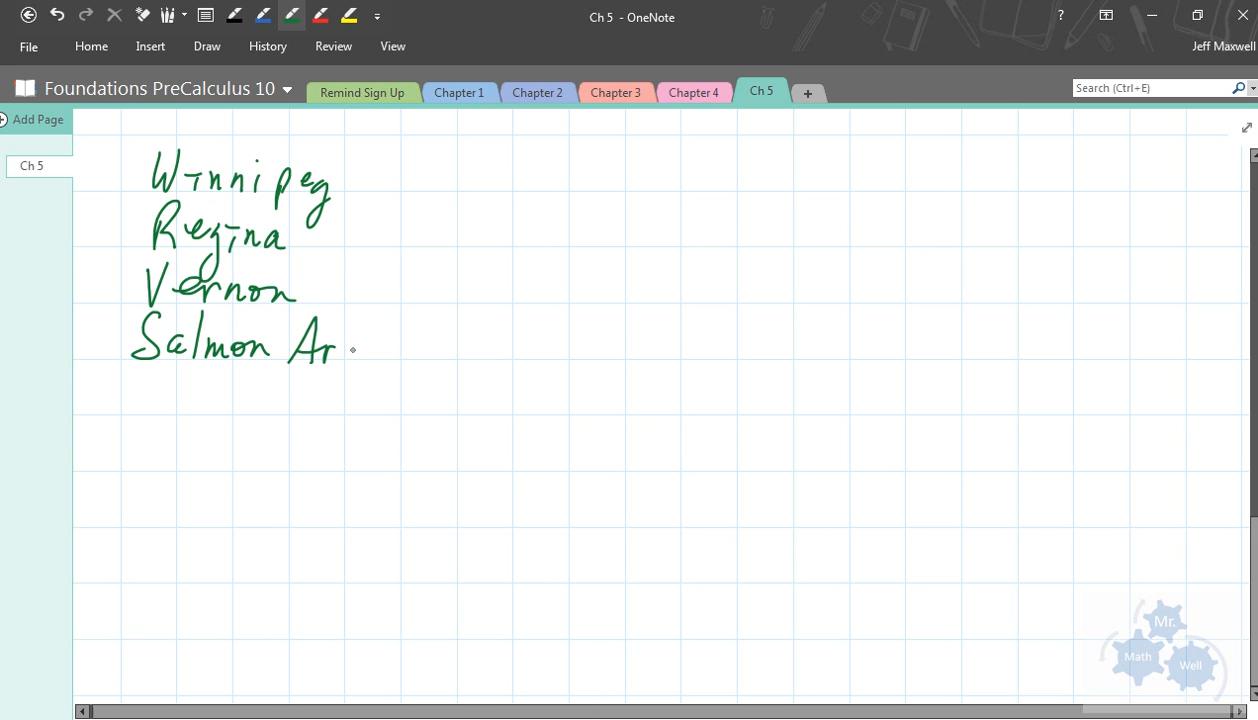 Ch 5 - OneNote
?
File Home Insert Draw History Review View
Jeff Maxwell
Foundations PreCalculus 10
Remind Sign Up Chapter 1 Chapter 2 Chapter 3 Chapter 4 Ch 5 +
Search (Ctrl+E)
Add Page
Ch 5
Winnipeg
Regina
Vernon
Salmon Ar
Mr.
Math
Well